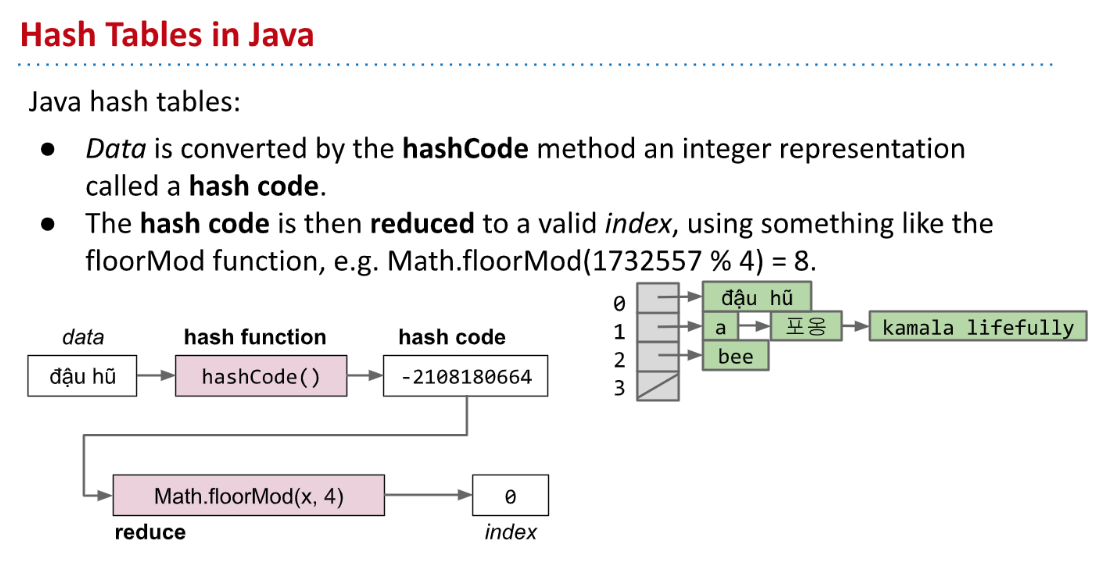 Hash Tables in Java
Java hash tables:
● Data is converted by the hashCode method an integer representation
called a hash code.
● The hash code is then reduced to a valid index, using something like the
floorMod function, e.g. Math.floorMod(1732557 % 4) = 8.
data
hash function
hash code
đậu hũ
hashCode()
-2108180664
Math.floorMod(x, 4)
0
reduce
index
0 đậu hũ
1 a 포옹 kamala lifefully
2 bee
3